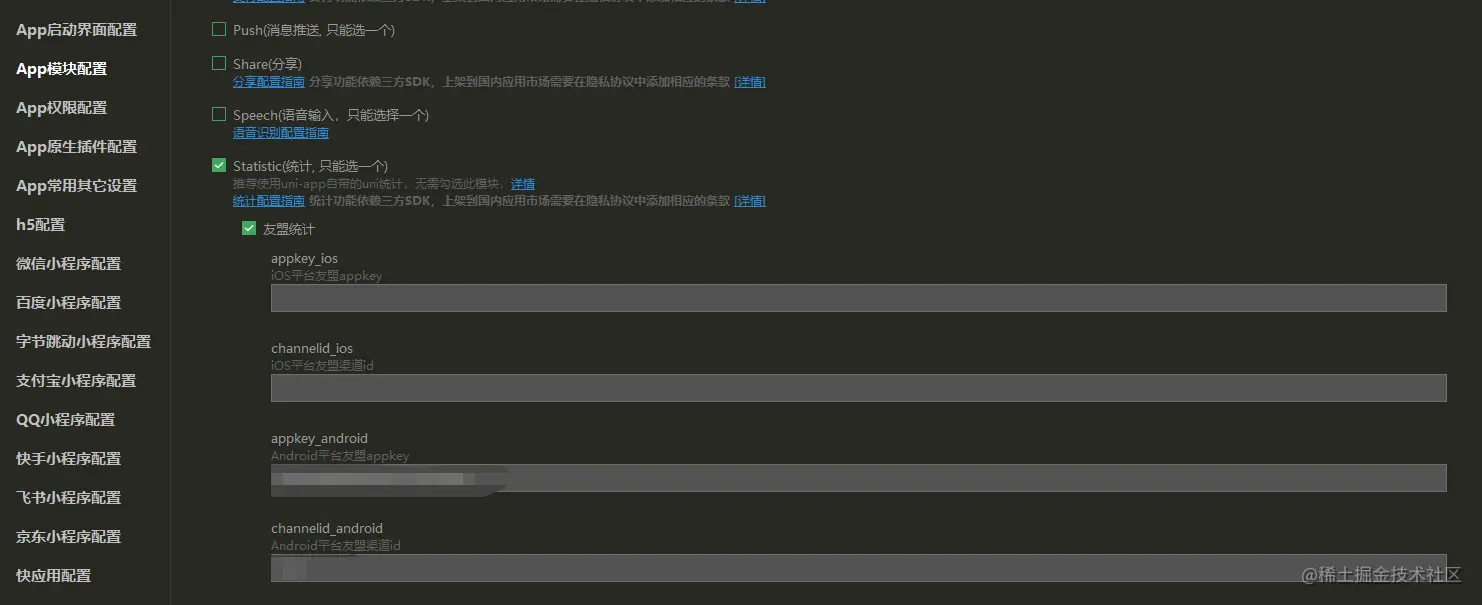 App启动界面配置
App模块配置
App权限配置
App原生插件配置
App常用其它设置
h5配置
微信小程序配置
百度小程序配置
字节跳动小程序配置
支付宝小程序配置
QQ小程序配置
快手小程序配置
飞书小程序配置
京东小程序配置
快应用配置
Push(消息推送, 只能选一个)
Share(分享)
分享配置指南 分享功能依赖三方SDK，上架到国内应用市场需要在隐私协议中添加相应的条款 [详情]
Speech(语音输入，只能选择一个)
语音识别配置指南
Statistic(统计, 只能选一个)
推荐使用uni-app自带的uni统计，无需勾选此模块，详情
统计配置指南 统计功能依赖三方SDK，上架到国内应用市场需要在隐私协议中添加相应的条款 [详情]
友盟统计
appkey_ios
iOS平台友盟appkey
channelid_ios
iOS平台友盟渠道id
appkey_android
Android平台友盟appkey
channelid_android
Android平台友盟渠道id
@稀土掘金技术社区